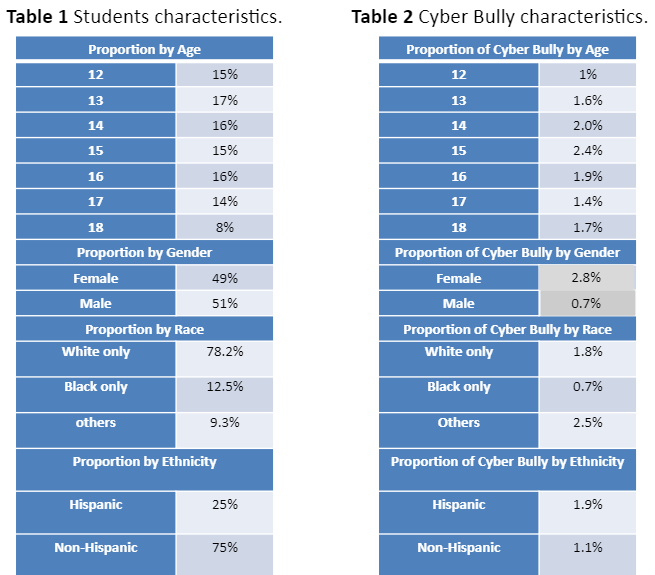 Table 1 Students characteristics.
Proportion by Age
12 15%
13 17%
14 16%
15 15%
16 16%
17 14%
18 8%
Proportion by Gender
Female 49%
Male 51%
Proportion by Race
White only 78.2%
Black only 12.5%
others 9.3%
Proportion by Ethnicity
Hispanic 25%
Non-Hispanic 75%
Table 2 Cyber Bully characteristics.
Proportion of Cyber Bully by Age
12 1%
13 1.6%
14 2.0%
15 2.4%
16 1.9%
17 1.4%
18 1.7%
Proportion of Cyber Bully by Gender
Female 2.8%
Male 0.7%
Proportion of Cyber Bully by Race
White only 1.8%
Black only 0.7%
Others 2.5%
Proportion of Cyber Bully by Ethnicity
Hispanic 1.9%
Non-Hispanic 1.1%